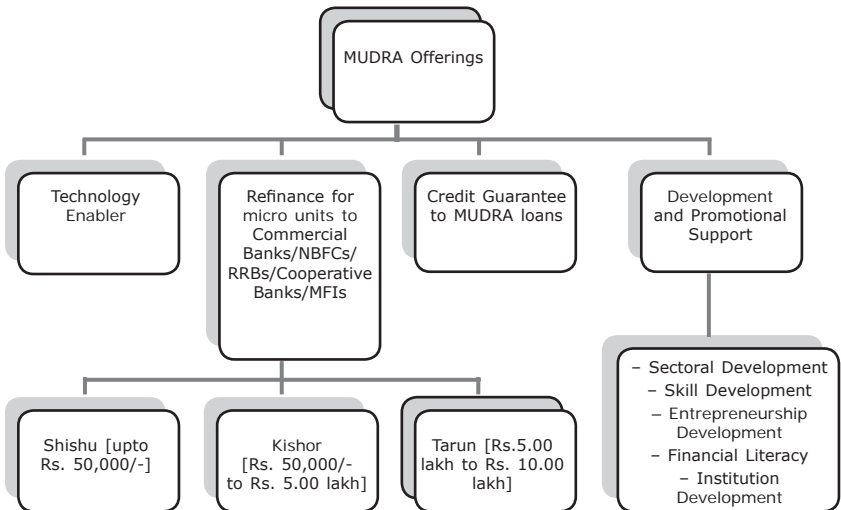 MUDRA Offerings
Technology
Enabler
Refinance for
micro units to
Commercial
Banks/NBFCs/
RRBs/Cooperative
Banks/MFIs
Credit Guarantee
to MUDRA loans
Development
and Promotional
Support
Shishu [upto
Rs. 50,000/-]
Kishor
[Rs. 50,000/-
to Rs. 5.00 lakh]
Tarun [Rs.5.00
lakh to Rs. 10.00
lakh]
– Sectoral Development
– Skill Development
– Entrepreneurship
Development
– Financial Literacy
– Institution
Development